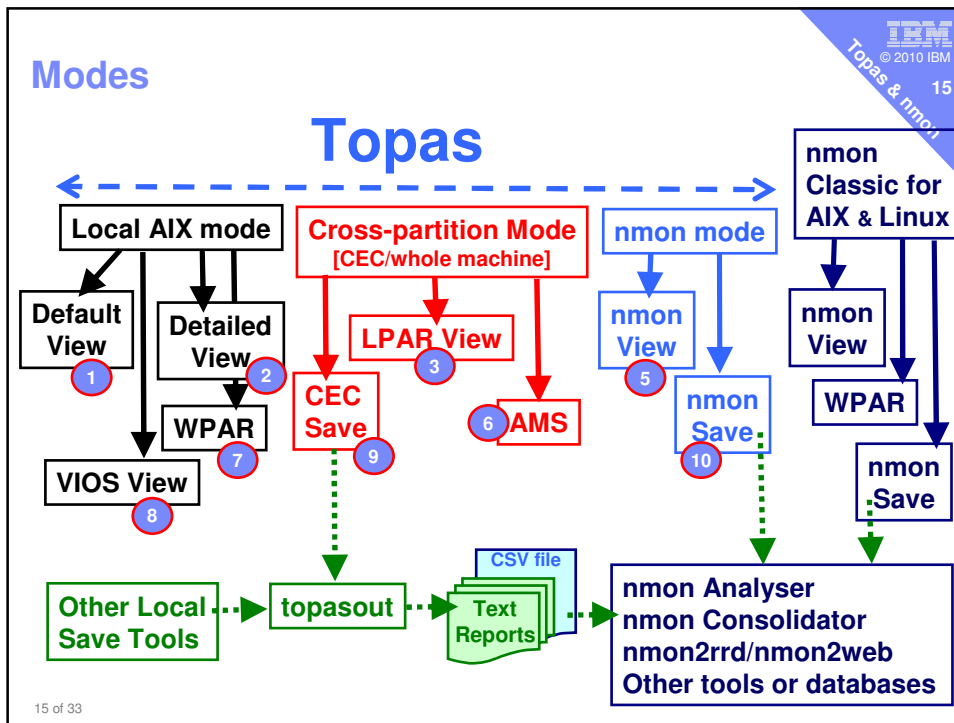 IBM
© 2010 IBM
15
Topas & nmon
Modes
Topas
nmon
Classic for
AIX & Linux
Local AIX mode
Cross-partition Mode
[CEC/whole machine]
nmon mode
Default
View
1
Detailed
View
2
LPAR View
3
nmon
View
5
nmon
View
CEC
Save
9
6
AMS
nmon
Save
10
WPAR
WPAR
7
VIOS View
8
nmon
Save
Other Local
Save Tools
topasout
CSV file
Text
Reports
nmon Analyser
nmon Consolidator
nmon2rrd/nmon2web
Other tools or databases
15 of 33